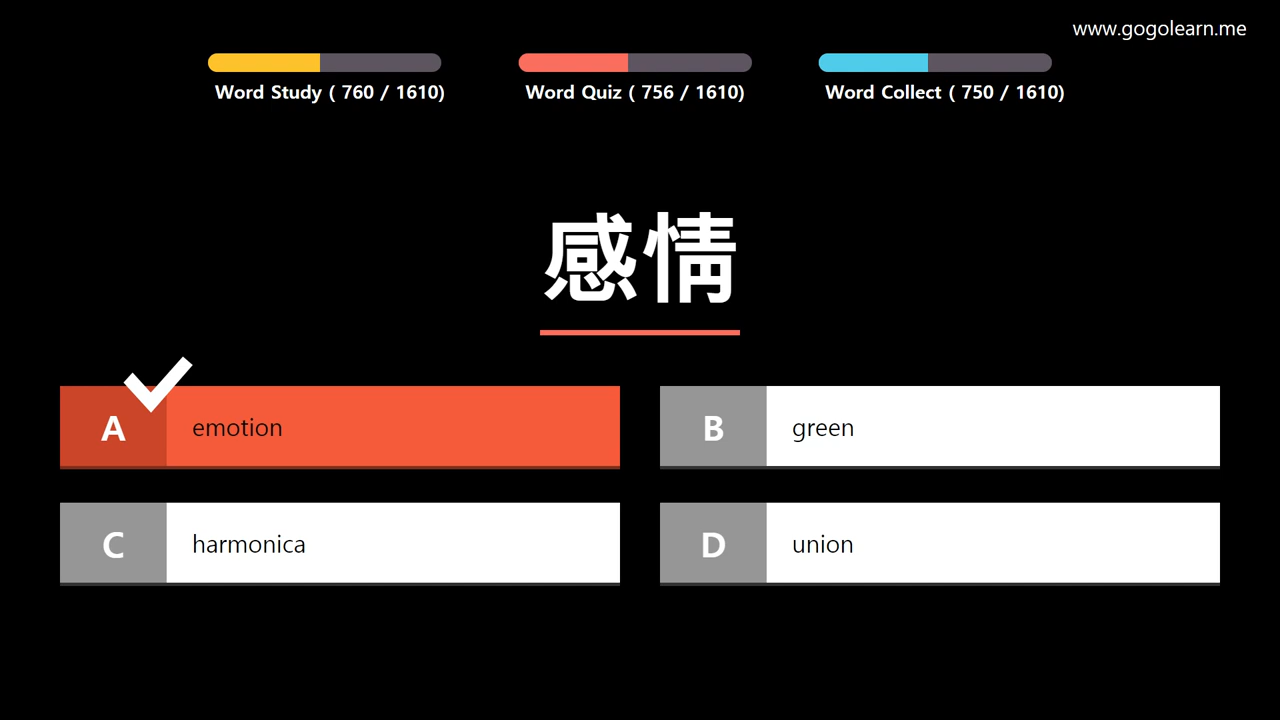 www.gogolearn.me
Word Study ( 760 / 1610)
Word Quiz ( 756 / 1610)
Word Collect ( 750 / 1610)
感情
A emotion
B green
C harmonica
D union